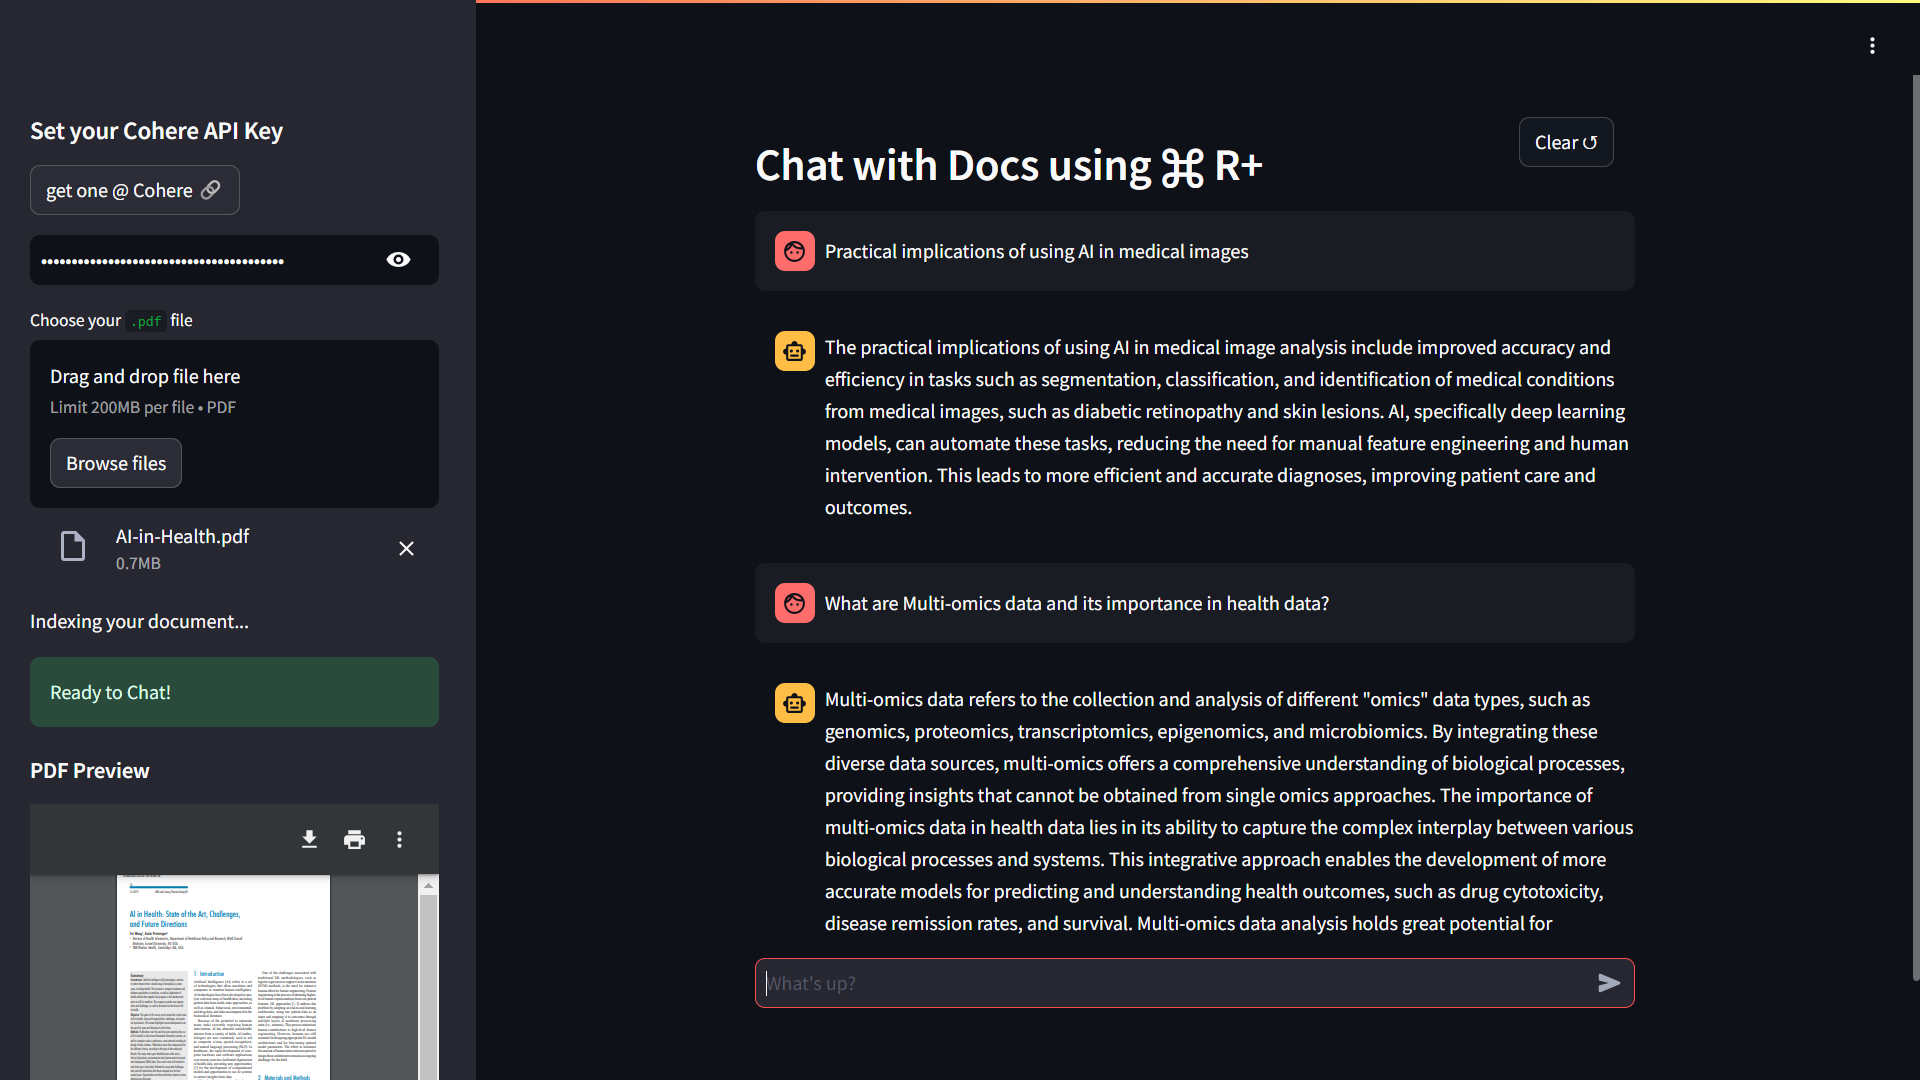 Set your Cohere API Key
get one @ Cohere
Choose your .pdf file
Drag and drop file here
Limit 200MB per file • PDF
Browse files
AI-in-Health.pdf
0.7MB
Indexing your document...
Ready to Chat!
PDF Preview
AI in Health: State of the Art, Challenges,
and Future Directions
1 Introduction
2 Materials and Methods
Clear ↺
Chat with Docs using ⌘ R+
Practical implications of using AI in medical images
The practical implications of using AI in medical image analysis include improved accuracy and
efficiency in tasks such as segmentation, classification, and identification of medical conditions
from medical images, such as diabetic retinopathy and skin lesions. AI, specifically deep learning
models, can automate these tasks, reducing the need for manual feature engineering and human
intervention. This leads to more efficient and accurate diagnoses, improving patient care and
outcomes.
What are Multi-omics data and its importance in health data?
Multi-omics data refers to the collection and analysis of different "omics" data types, such as
genomics, proteomics, transcriptomics, epigenomics, and microbiomics. By integrating these
diverse data sources, multi-omics offers a comprehensive understanding of biological processes,
providing insights that cannot be obtained from single omics approaches. The importance of
multi-omics data in health data lies in its ability to capture the complex interplay between various
biological processes and systems. This integrative approach enables the development of more
accurate models for predicting and understanding health outcomes, such as drug cytotoxicity,
disease remission rates, and survival. Multi-omics data analysis holds great potential for
What's up?